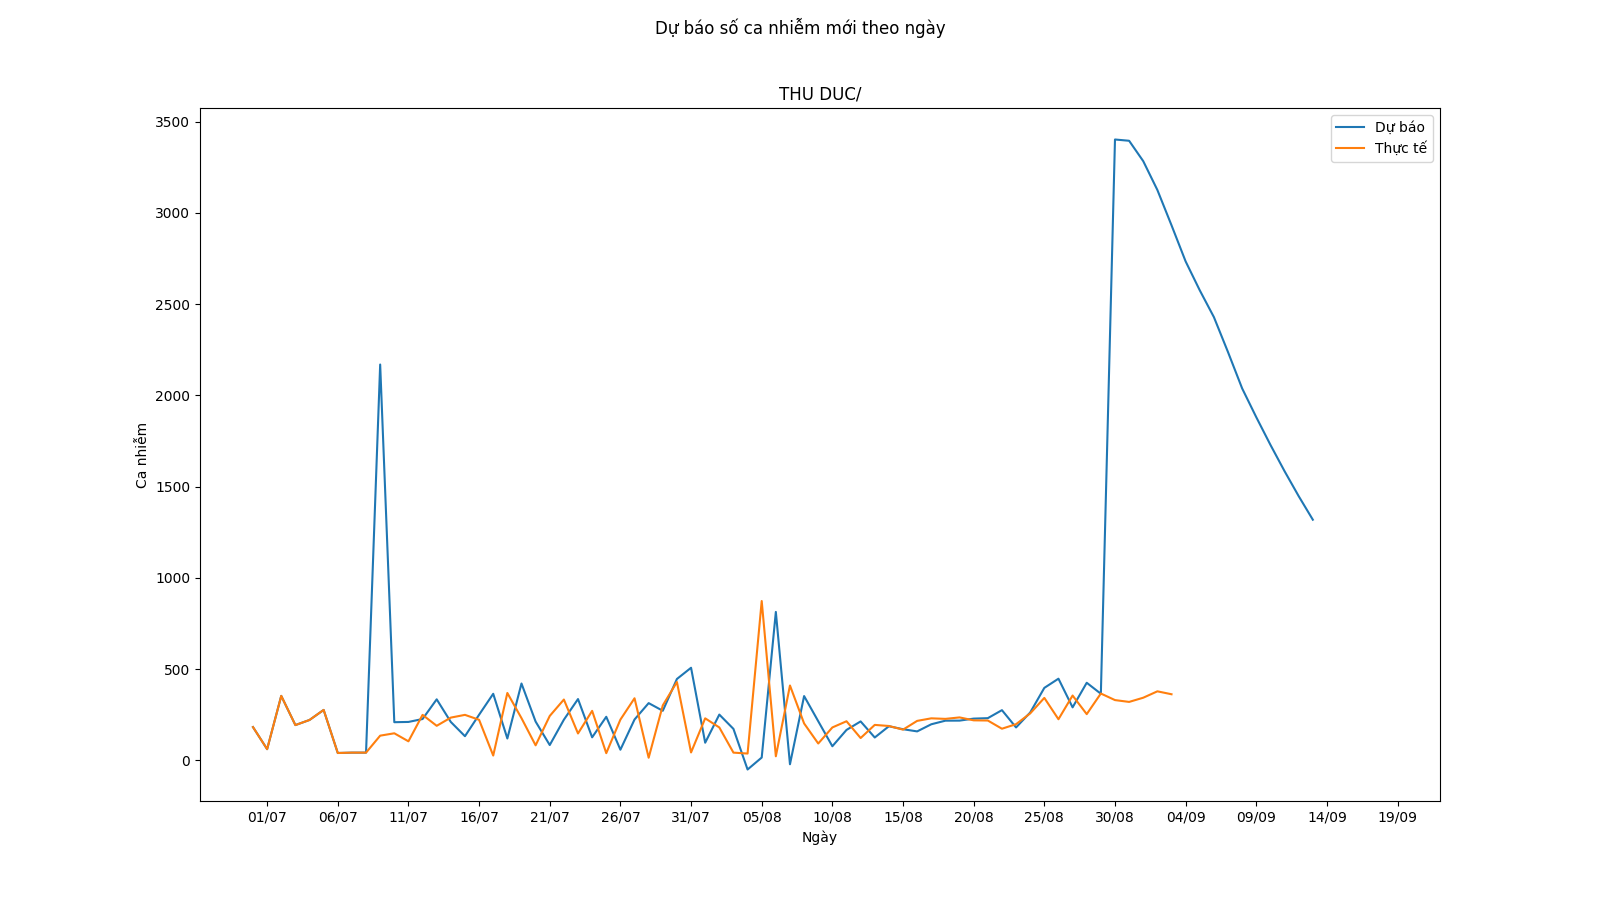 Dự báo số ca nhiễm mới theo ngày
THU DUC/
Dự báo
Thực tế
3500
3000
2500
2000
1500
1000
500
0
Ca nhiễm
01/07 06/07 11/07 16/07 21/07 26/07 31/07 05/08 10/08 15/08 20/08 25/08 30/08 04/09 09/09 14/09 19/09
Ngày